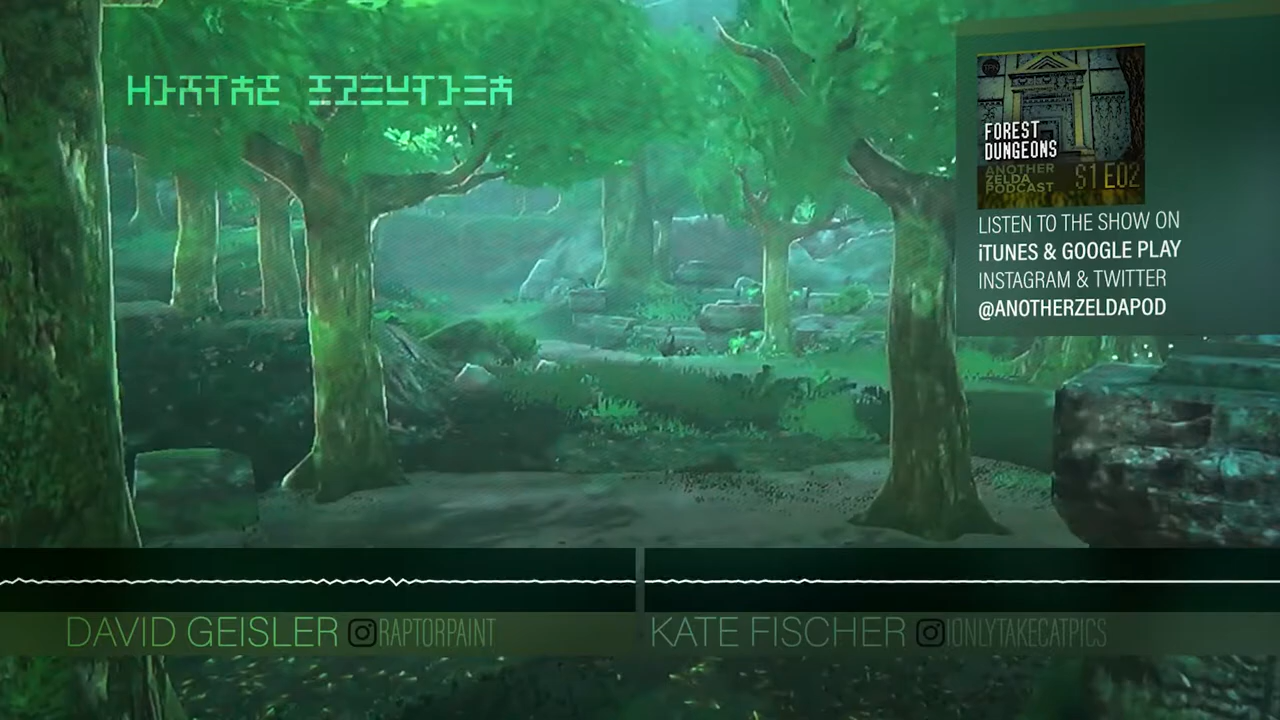 FOREST
DUNGEONS
ANOTHER
ZELDA
PODCAST
S1 E02
LISTEN TO THE SHOW ON
iTUNES & GOOGLE PLAY
INSTAGRAM & TWITTER
@ANOTHERZELDAPOD
DAVID GEISLER RAPTORPAINT
KATE FISCHER IONLYTAKECATPICS